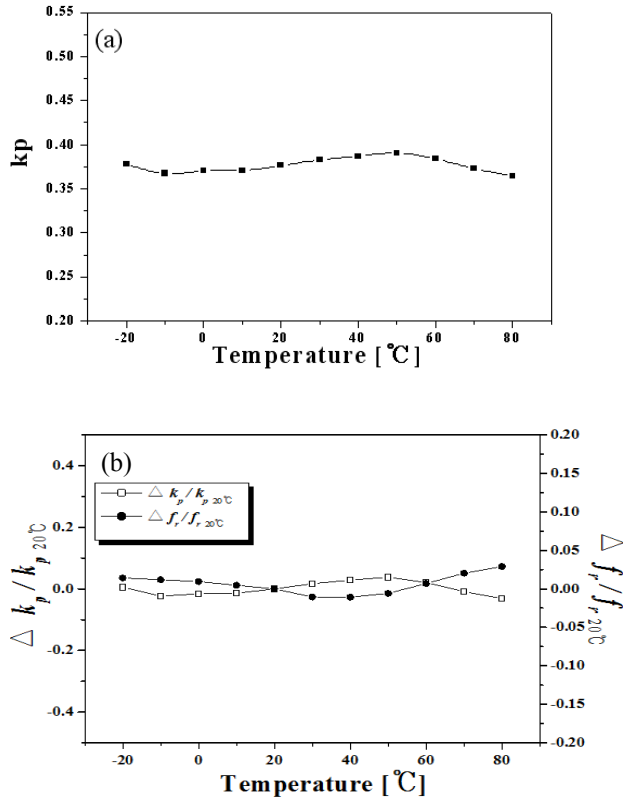 (a)
0.55
0.50
0.45
0.40
0.35
0.30
0.25
0.20
kp
-20 0 20 40 60 80
Temperature [℃]
(b)
△ kp / kp 20℃
△ fr / fr 20℃
0.4
0.2
0.0
-0.2
-0.4
△ kp / kp 20℃
0.20
0.15
0.10
0.05
0.00
-0.05
-0.10
-0.15
-0.20
△ fr / fr 20℃
-20 0 20 40 60 80
Temperature [℃]